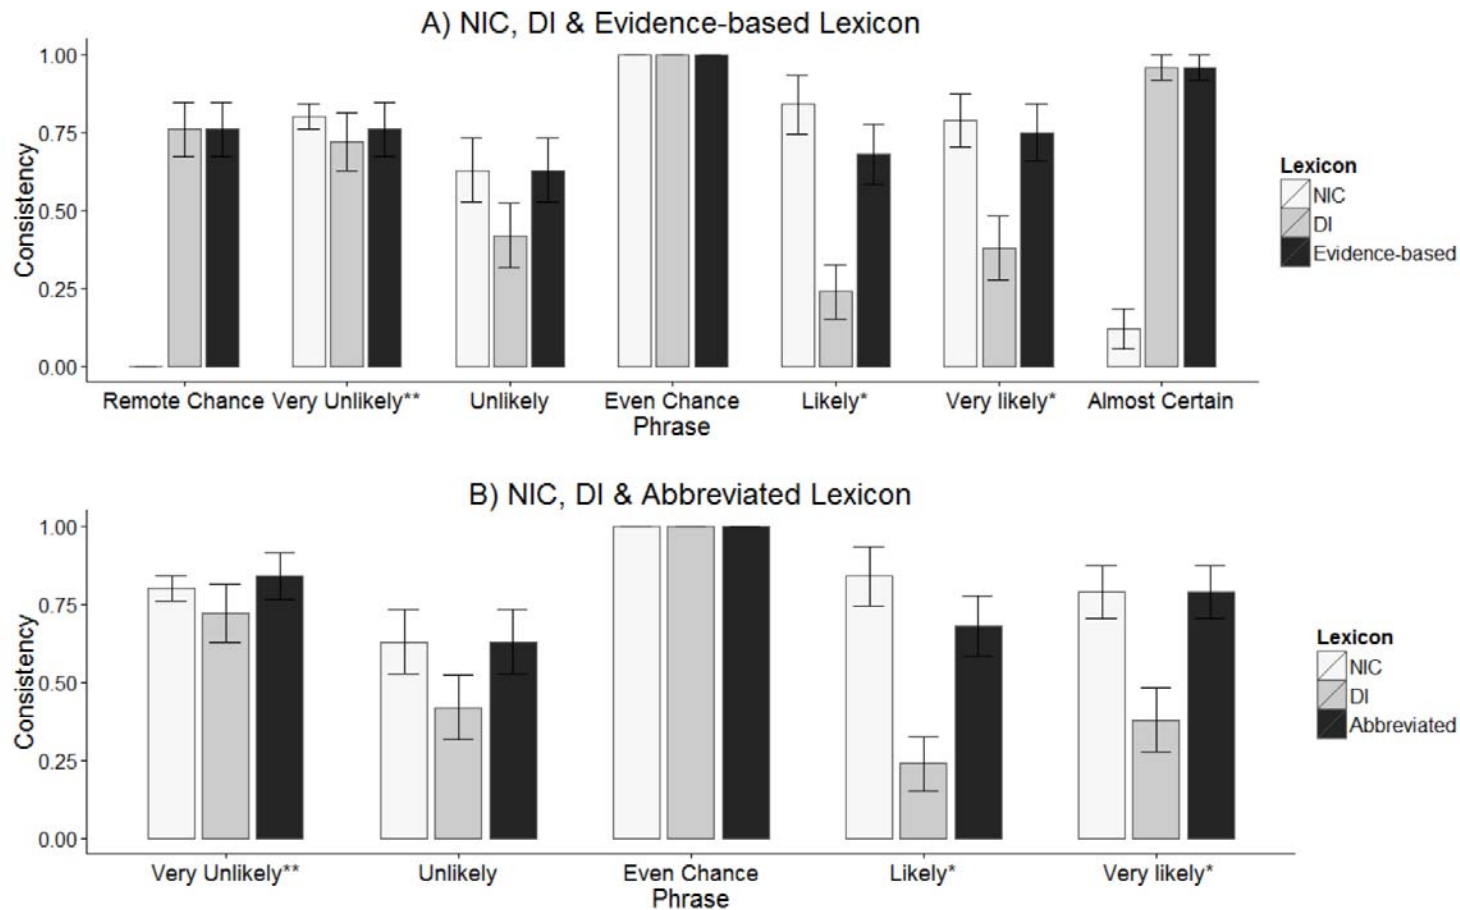 A) NIC, DI & Evidence-based Lexicon
Consistency
1.00
0.75
0.50
0.25
0.00
Remote Chance Very Unlikely** Unlikely Even Chance Likely* Very likely* Almost Certain
Phrase
Lexicon
NIC
DI
Evidence-based
B) NIC, DI & Abbreviated Lexicon
Consistency
1.00
0.75
0.50
0.25
0.00
Very Unlikely** Unlikely Even Chance Likely* Very likely*
Phrase
Lexicon
NIC
DI
Abbreviated